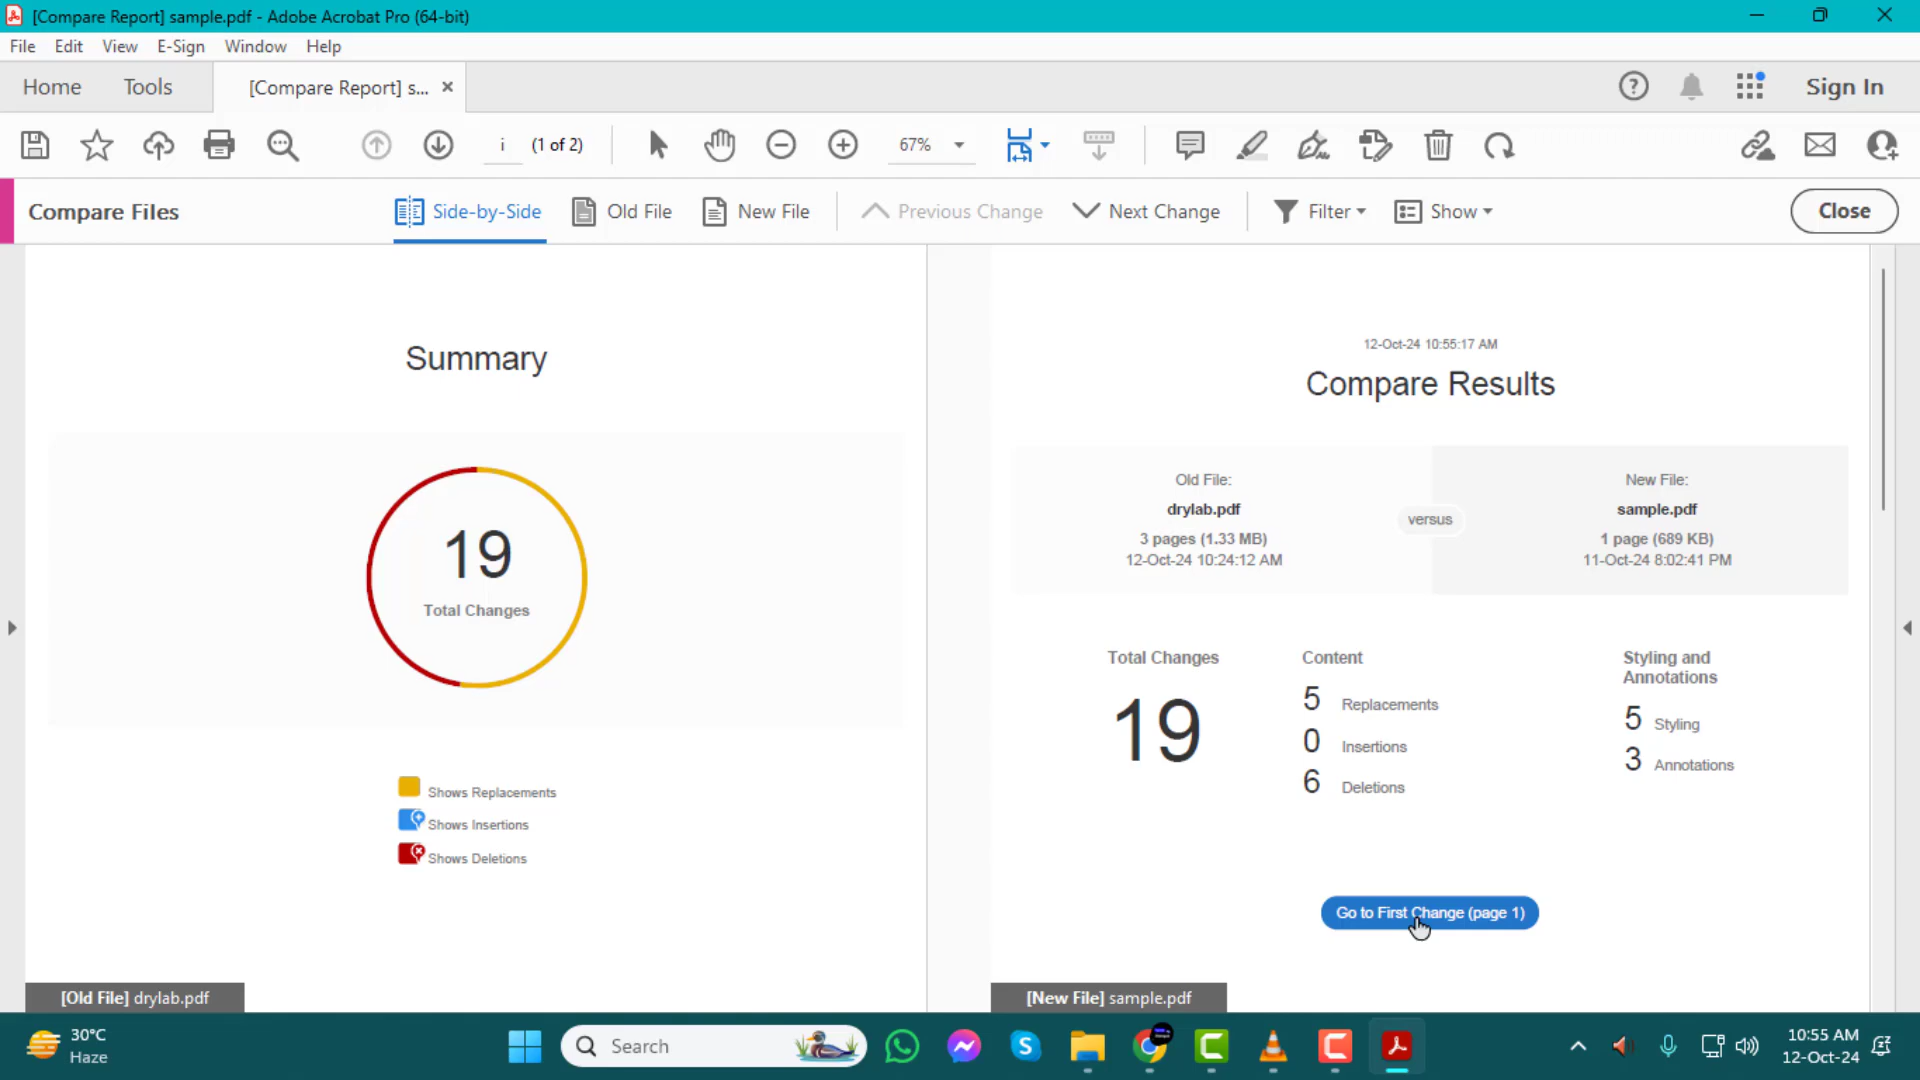 [Compare Report] sample.pdf - Adobe Acrobat Pro (64-bit)
File Edit View E-Sign Window Help
Home Tools [Compare Report] s... Sign In
i (1 of 2) 67%
Compare Files Side-by-Side Old File New File Previous Change Next Change Filter Show Close
Summary
19
Total Changes
Shows Replacements
Shows Insertions
Shows Deletions
[Old File] drylab.pdf
12-Oct-24 10:55:17 AM
Compare Results
Old File:
drylab.pdf
3 pages (1.33 MB)
12-Oct-24 10:24:12 AM
versus
New File:
sample.pdf
1 page (689 KB)
11-Oct-24 8:02:41 PM
Total Changes
19
Content
5 Replacements
0 Insertions
6 Deletions
Styling and
Annotations
5 Styling
3 Annotations
Go to First Change (page 1)
[New File] sample.pdf
30°C
Haze
Search
10:55 AM
12-Oct-24